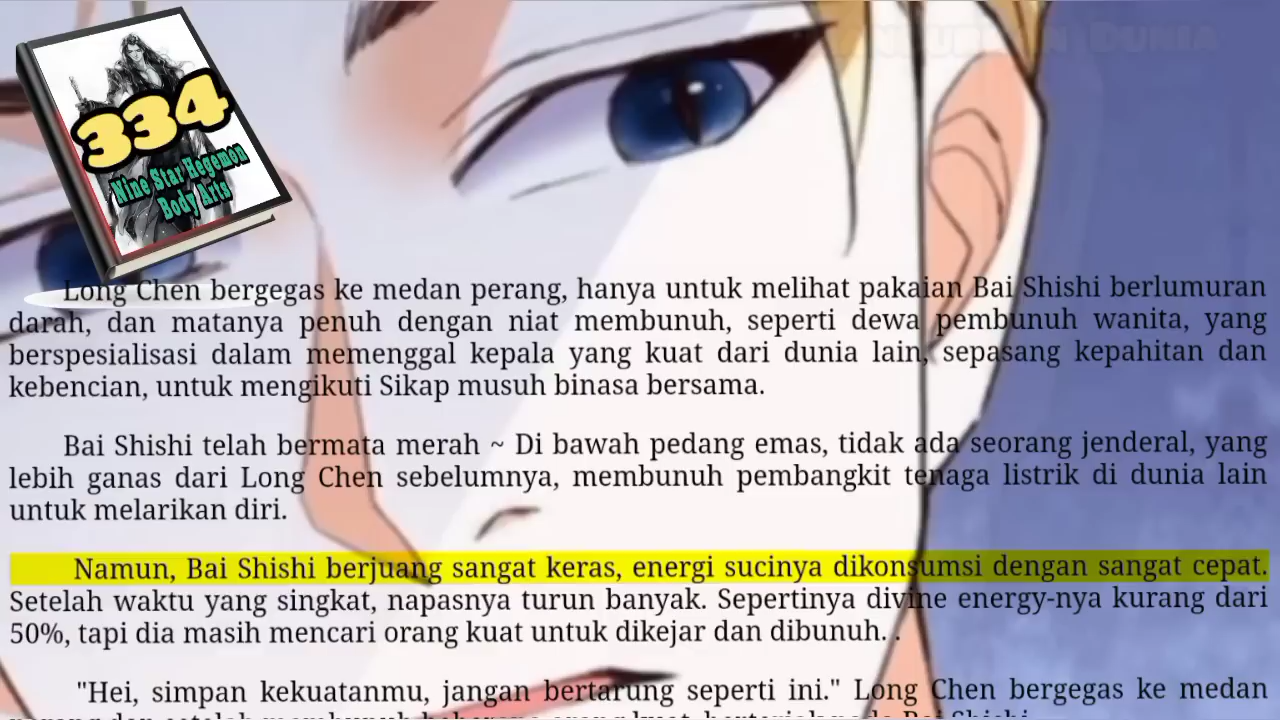 334
Nine Star Hegemon
Body Arts
Long Chen bergegas ke medan perang, hanya untuk melihat pakaian Bai Shishi berlumuran
darah, dan matanya penuh dengan niat membunuh, seperti dewa pembunuh wanita, yang
berspesialisasi dalam memenggal kepala yang kuat dari dunia lain, sepasang kepahitan dan
kebencian, untuk mengikuti Sikap musuh binasa bersama.
Bai Shishi telah bermata merah ~ Di bawah pedang emas, tidak ada seorang jenderal, yang
lebih ganas dari Long Chen sebelumnya, membunuh pembangkit tenaga listrik di dunia lain
untuk melarikan diri.
Namun, Bai Shishi berjuang sangat keras, energi sucinya dikonsumsi dengan sangat cepat.
Setelah waktu yang singkat, napasnya turun banyak. Sepertinya divine energy-nya kurang dari
50%, tapi dia masih mencari orang kuat untuk dikejar dan dibunuh. .
"Hei, simpan kekuatanmu, jangan bertarung seperti ini." Long Chen bergegas ke medan